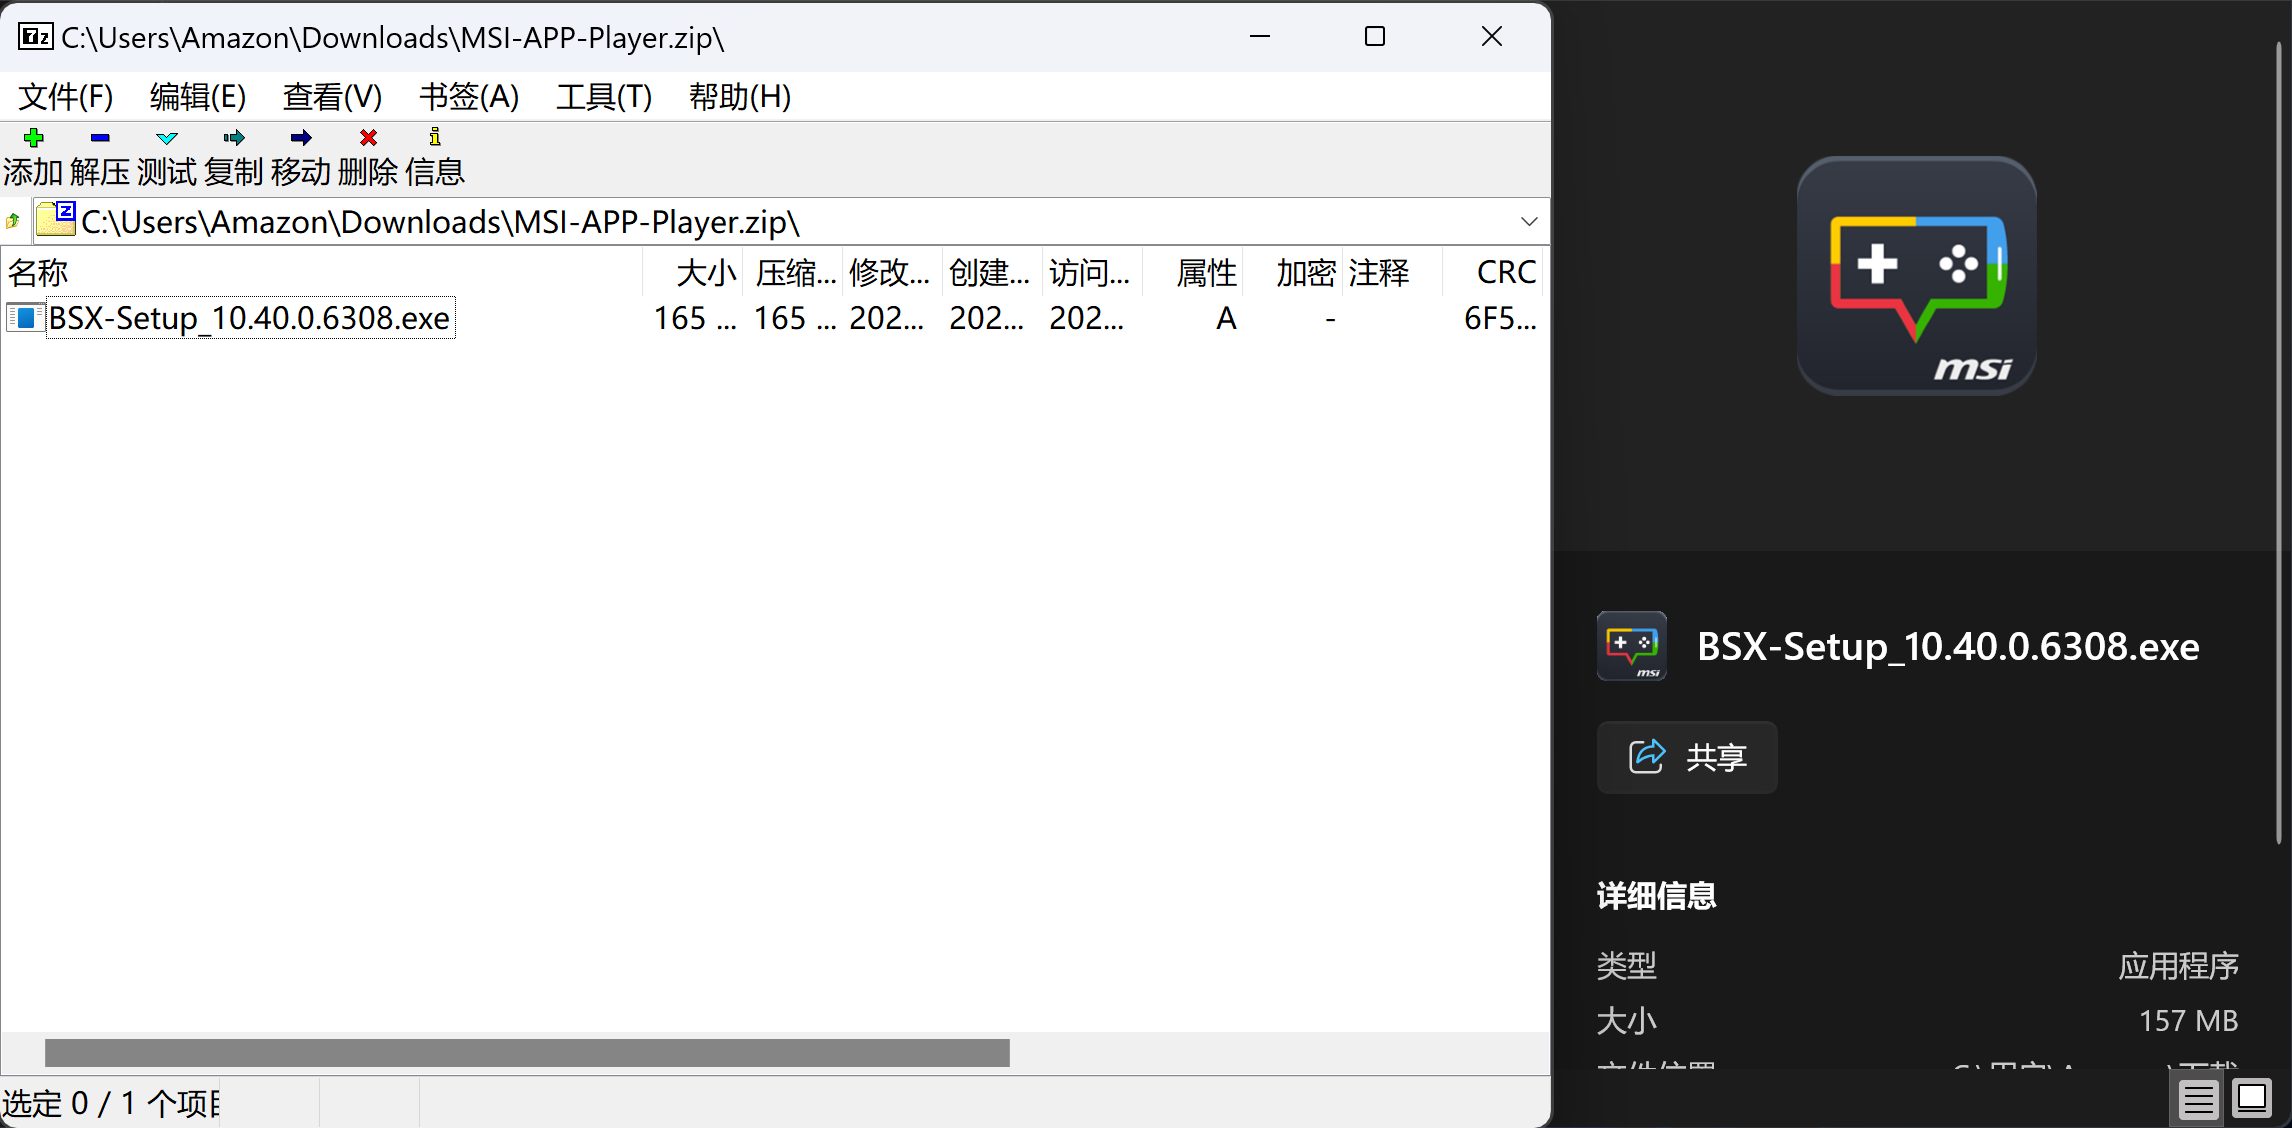 C:\Users\Amazon\Downloads\MSI-APP-Player.zip\
文件(F) 编辑(E) 查看(V) 书签(A) 工具(T) 帮助(H)
添加 解压 测试 复制 移动 删除 信息
C:\Users\Amazon\Downloads\MSI-APP-Player.zip\
名称 大小 压缩... 修改... 创建... 访问... 属性 加密 注释 CRC
BSX-Setup_10.40.0.6308.exe 165 ... 165 ... 202... 202... 202... A - 6F5...
选定 0 / 1 个项目
msi
msi
BSX-Setup_10.40.0.6308.exe
共享
详细信息
类型 应用程序
大小 157 MB
文件位置